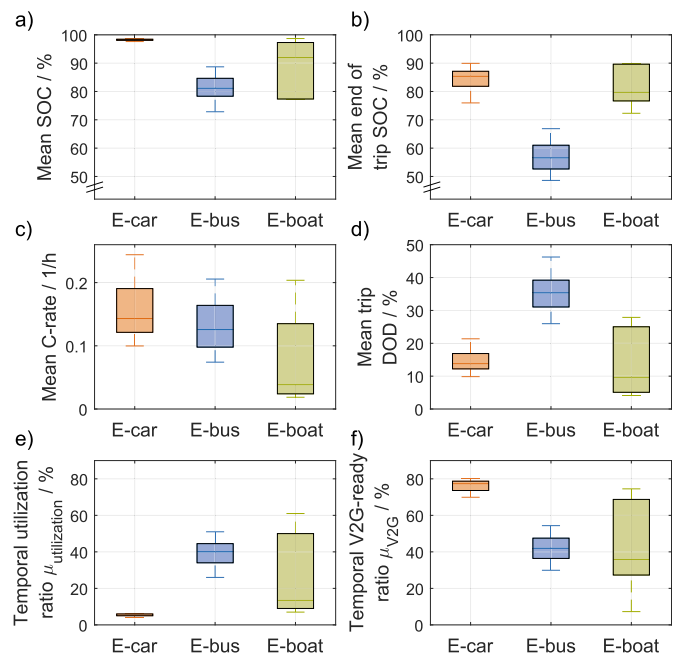 a)
Mean SOC / %
100
90
80
70
60
50
E-car E-bus E-boat
b)
Mean end of
trip SOC / %
100
90
80
70
60
50
E-car E-bus E-boat
c)
Mean C-rate / 1/h
0.2
0.1
0
E-car E-bus E-boat
d)
Mean trip
DOD / %
50
40
30
20
10
0
E-car E-bus E-boat
e)
Temporal utilization
ratio μutilization / %
80
60
40
20
0
E-car E-bus E-boat
f)
Temporal V2G-ready
ratio μV2G / %
80
60
40
20
0
E-car E-bus E-boat